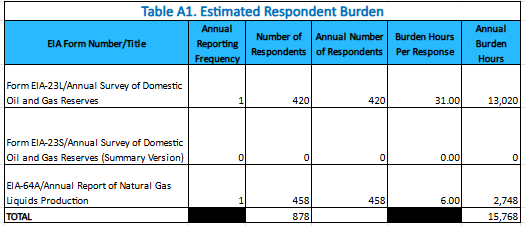 Table A1. Estimated Respondent Burden
EIA Form Number/Title
Annual Reporting Frequency
Number of Respondents
Annual Number of Respondents
Burden Hours Per Response
Annual Burden Hours
Form EIA-23L/Annual Survey of Domestic
Oil and Gas Reserves 1 420 420 31.00 13,020
Form EIA-23S/Annual Survey of Domestic
Oil and Gas Reserves (Summary Version) 0 0 0 0.00 0
EIA-64A/Annual Report of Natural Gas
Liquids Production 1 458 458 6.00 2,748
TOTAL 878 15,768